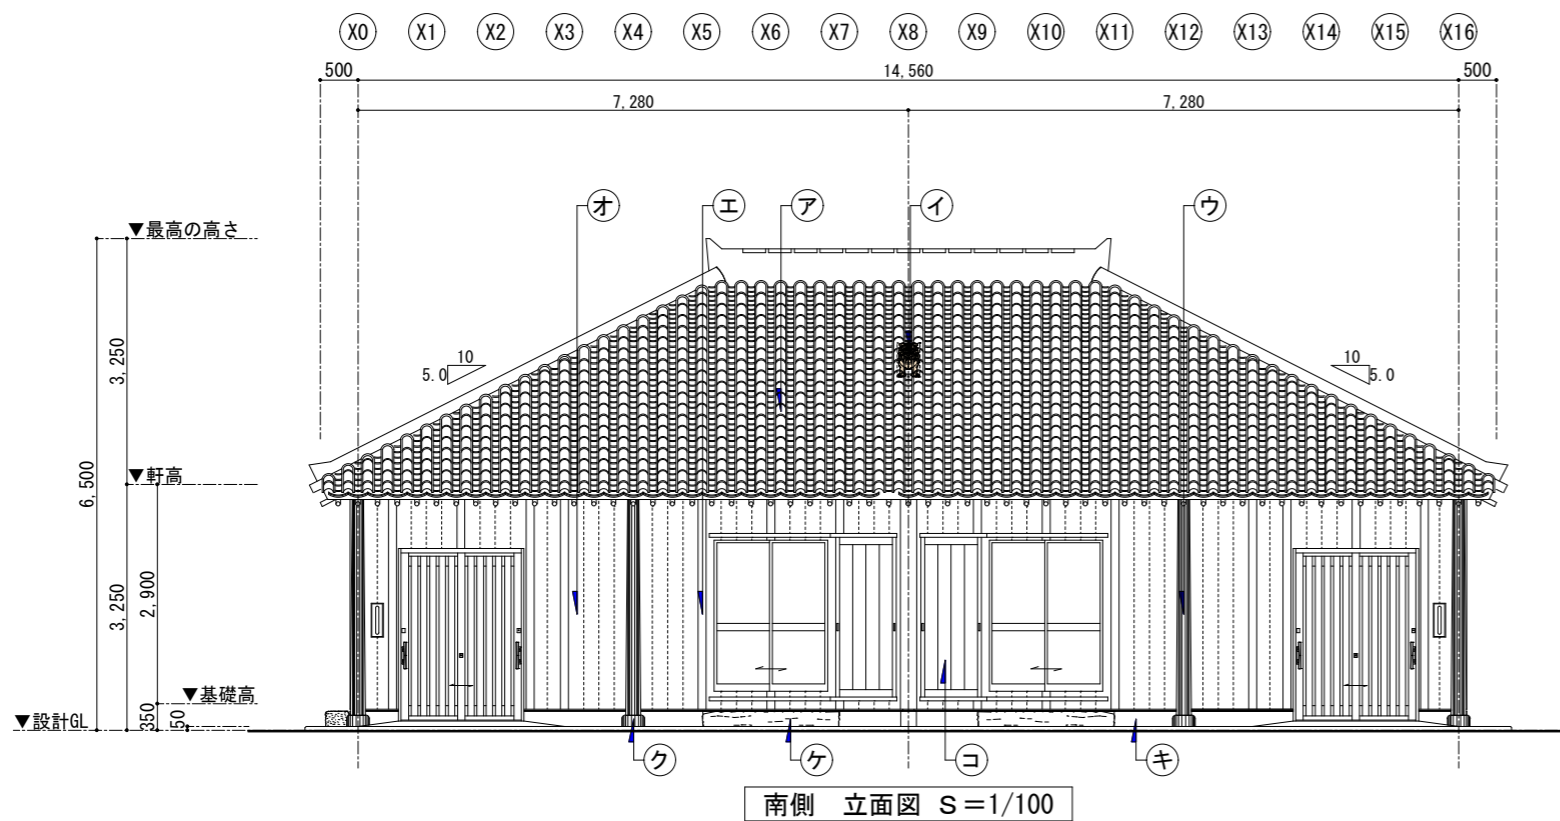 X0 X1 X2 X3 X4 X5 X6 X7 X8 X9 X10 X11 X12 X13 X14 X15 X16
500 14,560 500
7,280 7,280
オ エ ア イ ウ
▼最高の高さ
10 10
5.0 5.0
3,250
▼軒高
6,500
3,250
2,900
▼基礎高
▼設計GL
350
50
ク ケ コ キ
南側 立面図 S=1/100